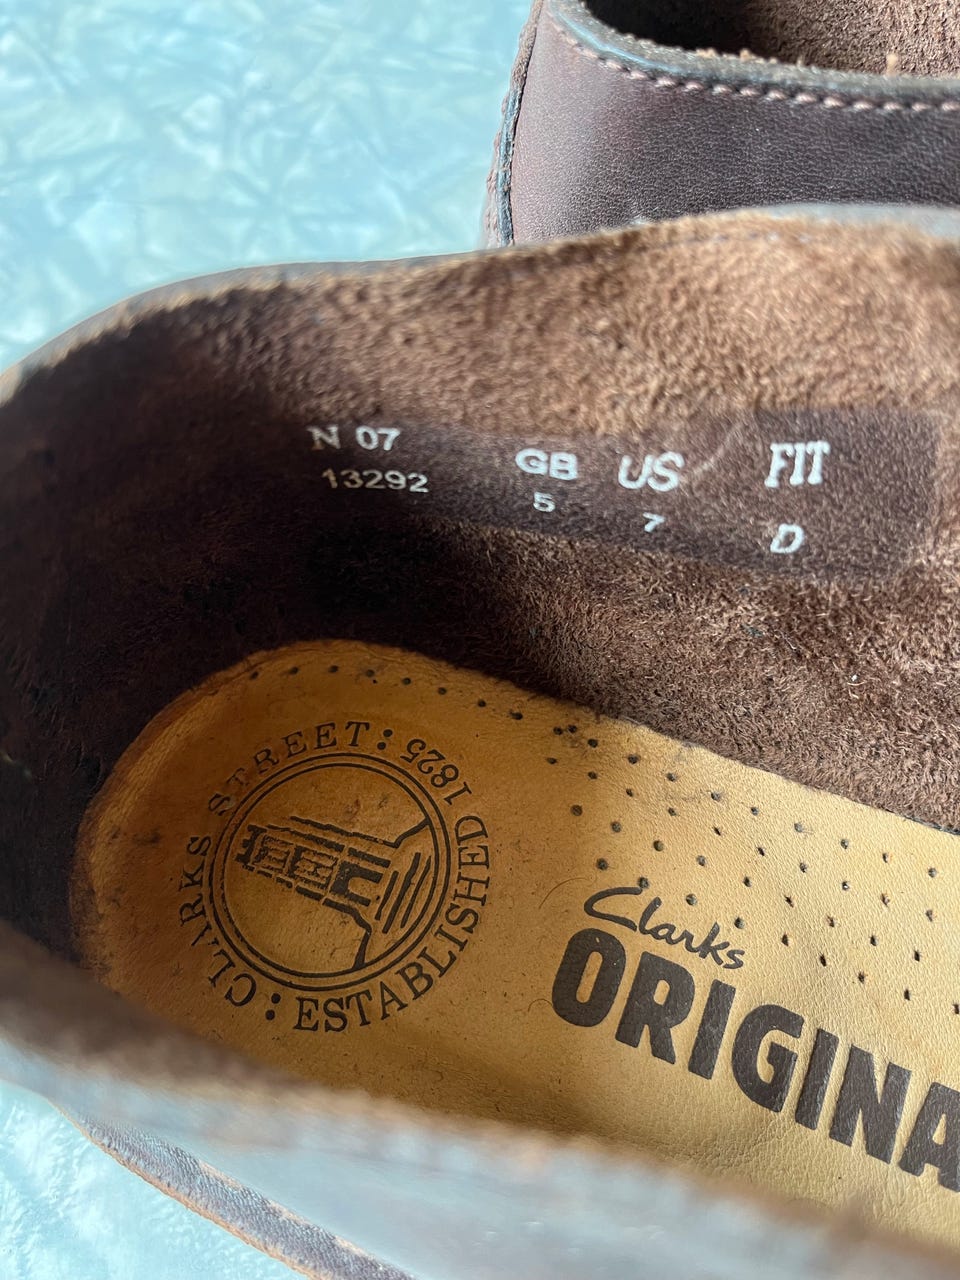 N 07
13292
GB US FIT
5 7 D
CLARKS STREET : 1825
ESTABLISHED :
Clarks
ORIGINA